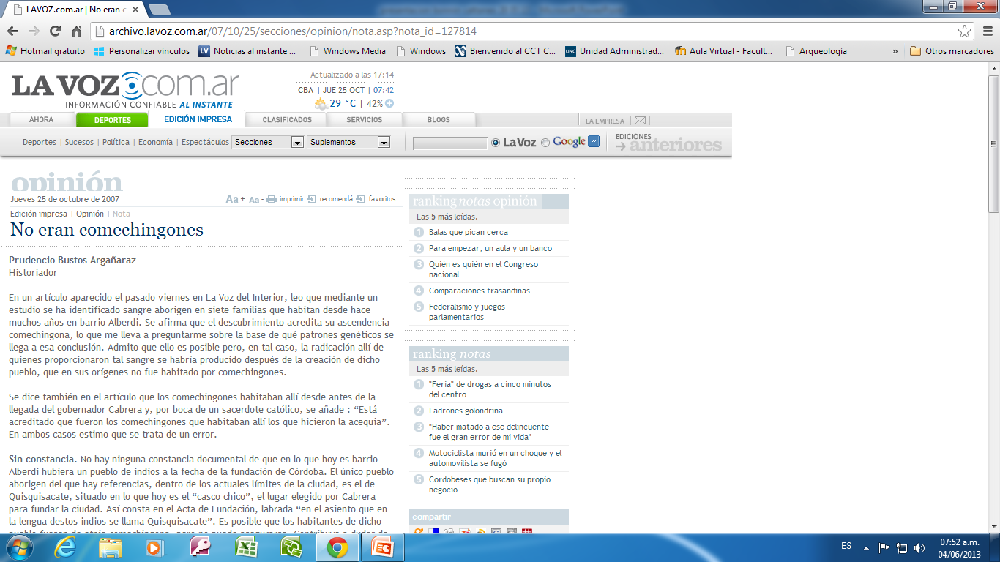 LAVOZ.com.ar | No eran c
archivo.lavoz.com.ar/07/10/25/secciones/opinion/nota.asp?nota_id=127814
Hotmail gratuito Personalizar vínculos Noticias al instante ... Windows Media Windows Bienvenido al CCT C... Unidad Administrad... Aula Virtual - Facult... Arqueología » Otros marcadores
LA VOZ .com.ar
INFORMACIÓN CONFIABLE AL INSTANTE
Actualizado a las 17:14
CBA | JUE 25 OCT | 07:42
29 °C | 42%
AHORA DEPORTES EDICIÓN IMPRESA CLASIFICADOS SERVICIOS BLOGS LA EMPRESA
Deportes | Sucesos | Política | Economía | Espectáculos Secciones Suplementos LaVoz Google » EDICIONES
anteriores
opinión
Jueves 25 de octubre de 2007 Aa + Aa - imprimir recomendá favoritos
Edición impresa | Opinión | Nota
No eran comechingones
Prudencio Bustos Argañaraz
Historiador
En un artículo aparecido el pasado viernes en La Voz del Interior, leo que mediante un
estudio se ha identificado sangre aborigen en siete familias que habitan desde hace
muchos años en barrio Alberdi. Se afirma que el descubrimiento acredita su ascendencia
comechingona, lo que me lleva a preguntarme sobre la base de qué patrones genéticos se
llega a esa conclusión. Admito que ello es posible pero, en tal caso, la radicación allí de
quienes proporcionaron tal sangre se habría producido después de la creación de dicho
pueblo, que en sus orígenes no fue habitado por comechingones.
Se dice también en el artículo que los comechingones habitaban allí desde antes de la
llegada del gobernador Cabrera y, por boca de un sacerdote católico, se añade : “Está
acreditado que fueron los comechingones que habitaban allí los que hicieron la acequia”.
En ambos casos estimo que se trata de un error.
Sin constancia. No hay ninguna constancia documental de que en lo que hoy es barrio
Alberdi hubiera un pueblo de indios a la fecha de la fundación de Córdoba. El único pueblo
aborigen del que hay referencias, dentro de los actuales límites de la ciudad, es el de
Quisquisacate, situado en lo que hoy es el “casco chico”, el lugar elegido por Cabrera
para fundar la ciudad. Así consta en el Acta de Fundación, labrada “en el asiento que en
la lengua destos indios se llama Quisquisacate”. Es posible que los habitantes de dicho
ranking notas opinión
Las 5 más leídas.
1 Balas que pican cerca
2 Para empezar, un aula y un banco
3 Quién es quién en el Congreso
nacional
4 Comparaciones trasandinas
5 Federalismo y juegos
parlamentarios
ranking notas
Las 5 más leídas.
1 "Feria" de drogas a cinco minutos
del centro
2 Ladrones golondrina
3 "Haber matado a ese delincuente
fue el gran error de mi vida"
4 Motociclista murió en un choque y el
automovilista se fugó
5 Cordobeses que buscan su propio
negocio
compartir
ES
07:52 a.m.
04/06/2013